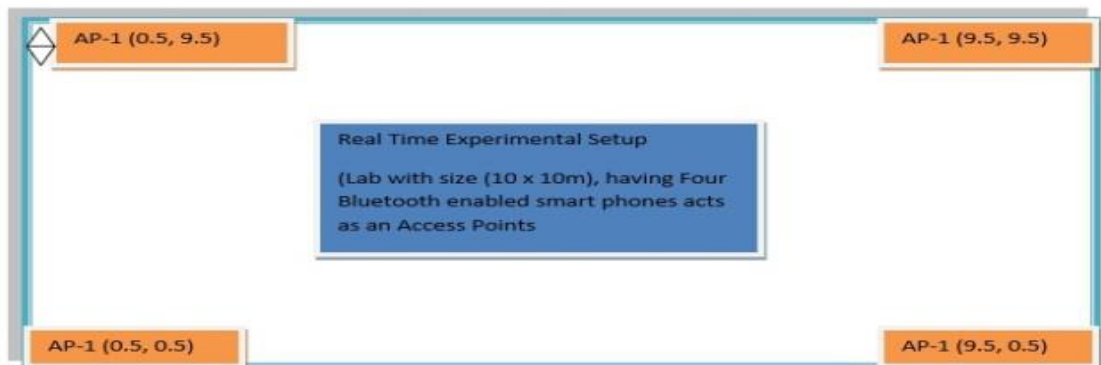 AP-1 (0.5, 9.5)
AP-1 (9.5, 9.5)
Real Time Experimental Setup
(Lab with size (10 x 10m), having Four
Bluetooth enabled smart phones acts
as an Access Points
AP-1 (0.5, 0.5)
AP-1 (9.5, 0.5)